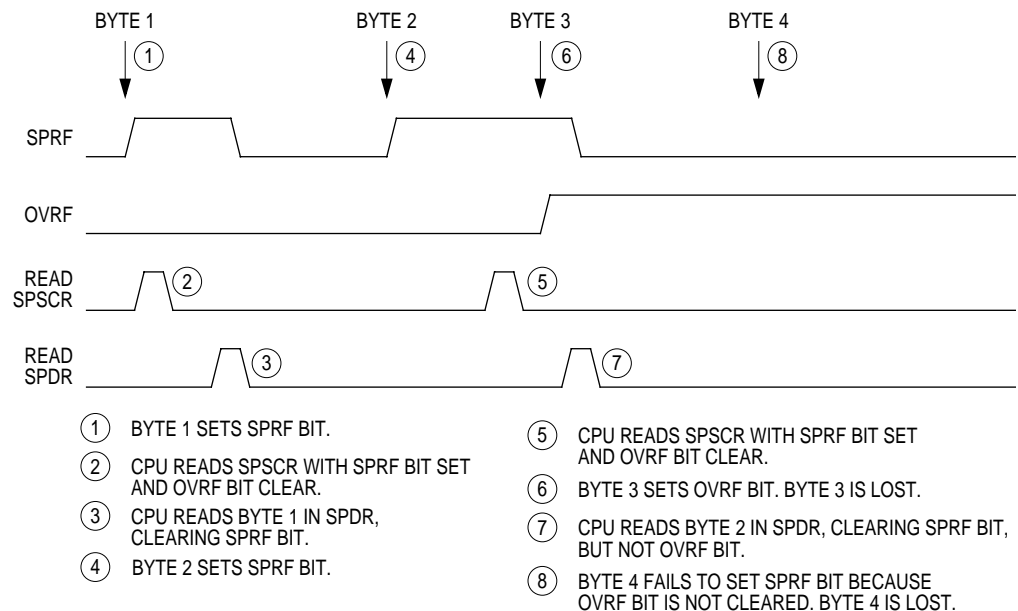 BYTE 1 BYTE 2 BYTE 3 BYTE 4
1 4 6 8
SPRF
OVRF
READ
SPSCR
2 5
READ
SPDR
3 7
1 BYTE 1 SETS SPRF BIT.
2 CPU READS SPSCR WITH SPRF BIT SET
AND OVRF BIT CLEAR.
3 CPU READS BYTE 1 IN SPDR,
CLEARING SPRF BIT.
4 BYTE 2 SETS SPRF BIT.
5 CPU READS SPSCR WITH SPRF BIT SET
AND OVRF BIT CLEAR.
6 BYTE 3 SETS OVRF BIT. BYTE 3 IS LOST.
7 CPU READS BYTE 2 IN SPDR, CLEARING SPRF BIT,
BUT NOT OVRF BIT.
8 BYTE 4 FAILS TO SET SPRF BIT BECAUSE
OVRF BIT IS NOT CLEARED. BYTE 4 IS LOST.